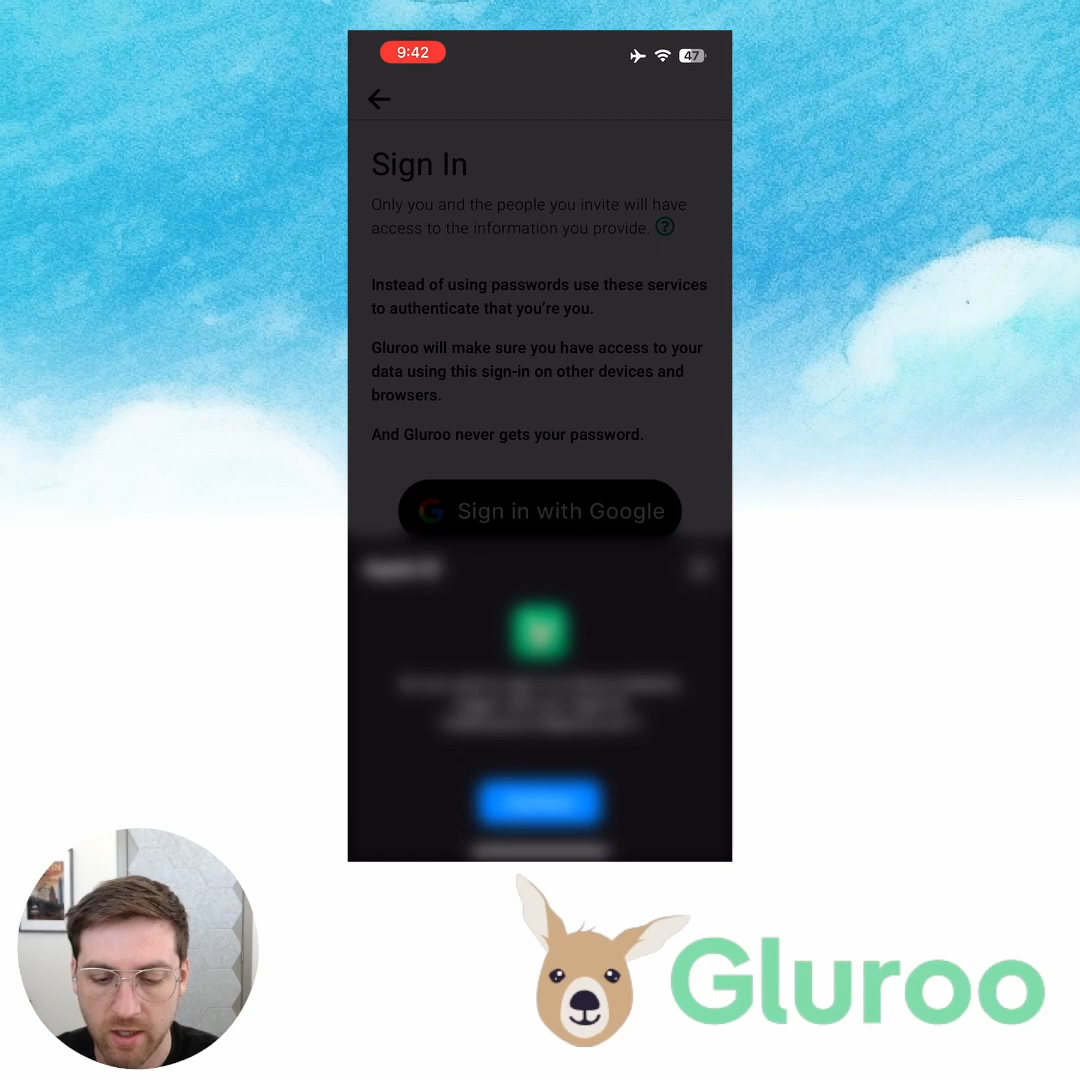 9:42
47
Sign In
Only you and the people you invite will have
access to the information you provide. ?
Instead of using passwords use these services
to authenticate that you’re you.
Gluroo will make sure you have access to your
data using this sign-in on other devices and
browsers.
And Gluroo never gets your password.
G Sign in with Google
Gluroo